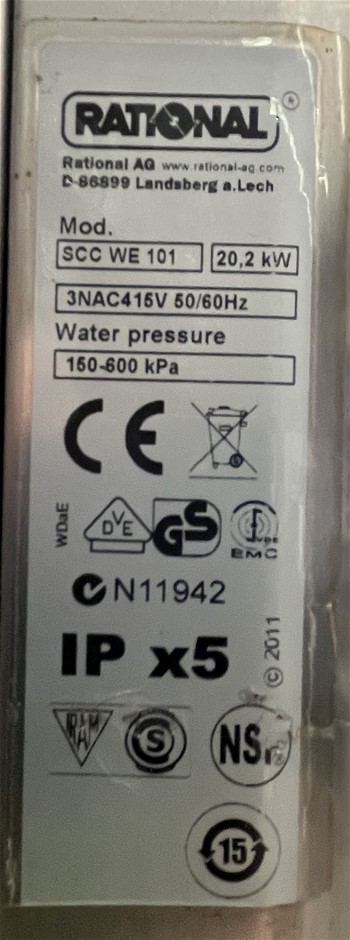 RATIONAL ®
Rational AG www.rational-ag.com
D-86899 Landsberg a.Lech
Mod.
SCC WE 101 20,2 kW
3NAC415V 50/60Hz
Water pressure
150-600 kPa
CE
WDaE DVE GS
EMC
N11942
IP x5
© 2011
S NS
15